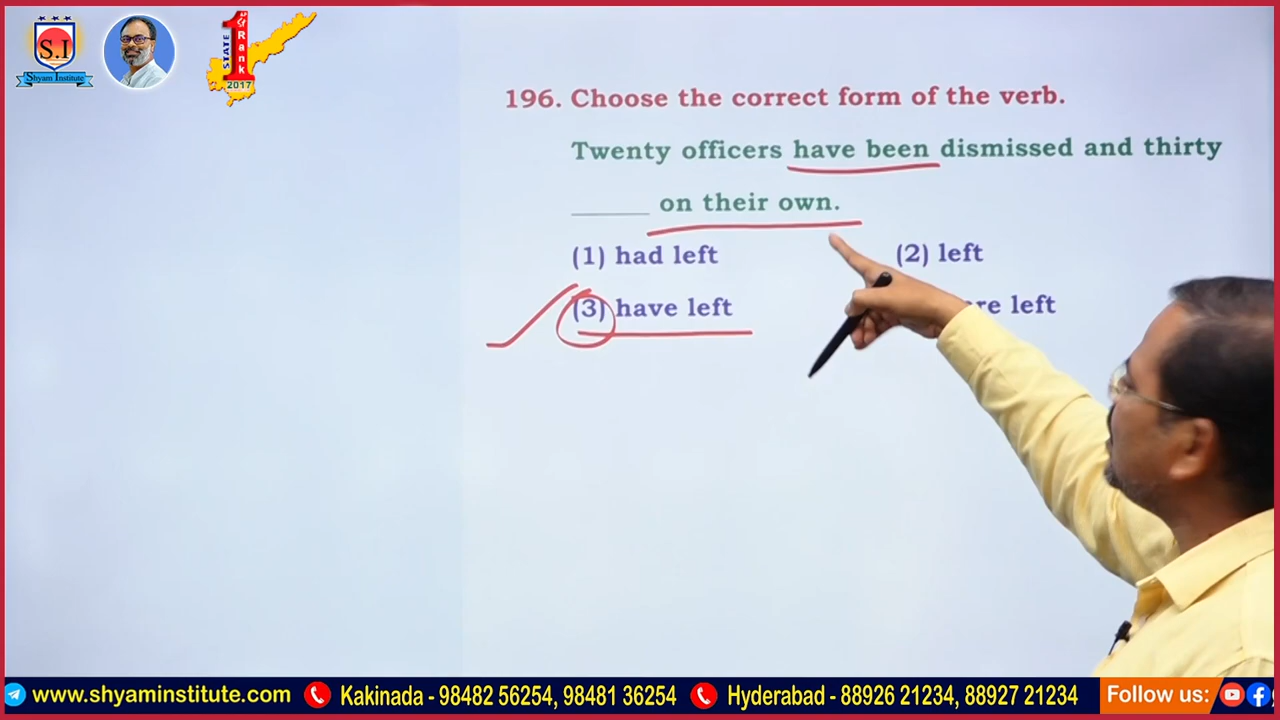 S.I
Shyam Institute
STATE
1
Rank
2017
196. Choose the correct form of the verb.
Twenty officers have been dismissed and thirty
______ on their own.
(1) had left (2) left
(3) have left re left
www.shyaminstitute.com Kakinada - 98482 56254, 98481 36254 Hyderabad - 88926 21234, 88927 21234 Follow us: